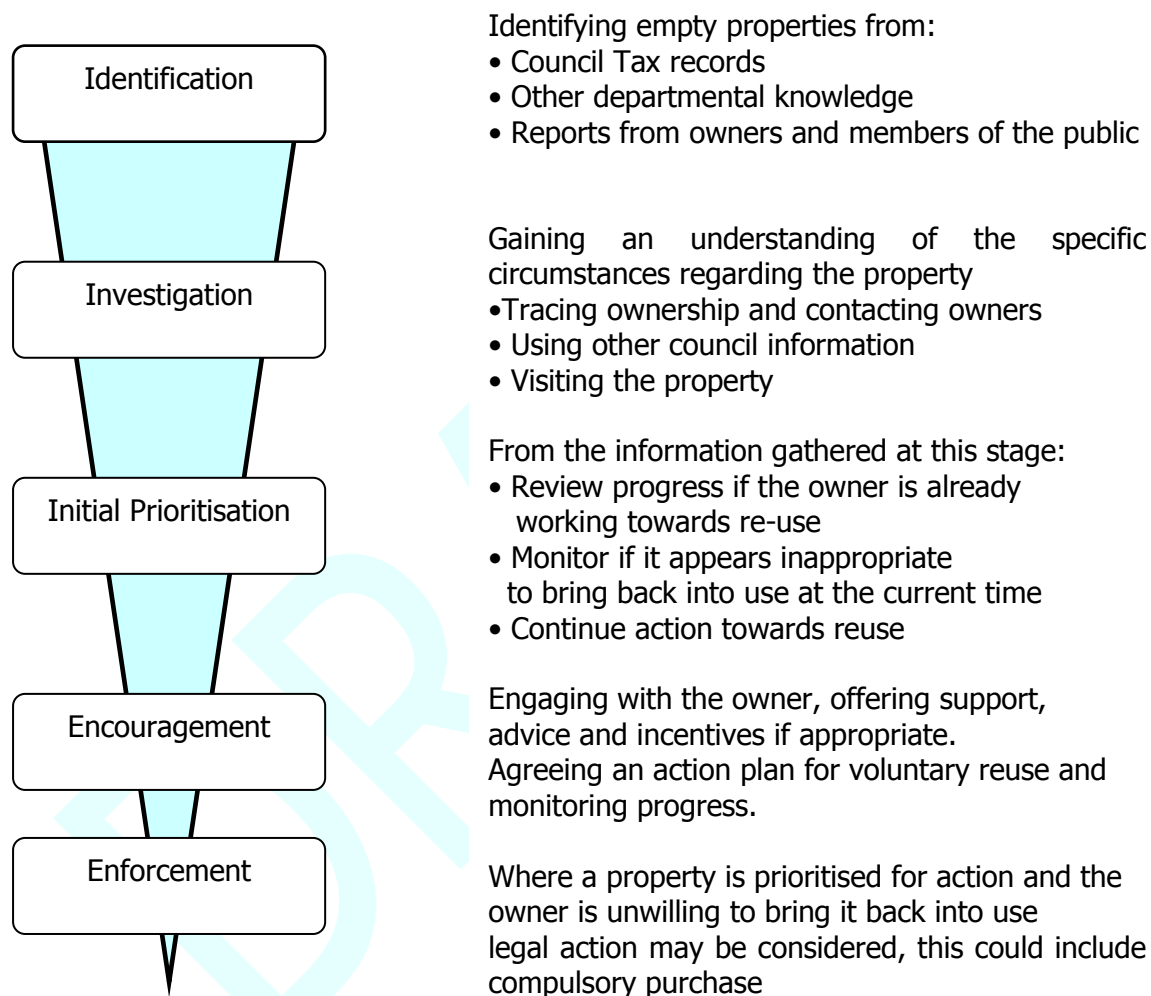 Identification
Identifying empty properties from:
• Council Tax records
• Other departmental knowledge
• Reports from owners and members of the public
Investigation
Gaining an understanding of the specific
circumstances regarding the property
•Tracing ownership and contacting owners
• Using other council information
• Visiting the property
Initial Prioritisation
From the information gathered at this stage:
• Review progress if the owner is already
working towards re-use
• Monitor if it appears inappropriate
to bring back into use at the current time
• Continue action towards reuse
Encouragement
Engaging with the owner, offering support,
advice and incentives if appropriate.
Agreeing an action plan for voluntary reuse and
monitoring progress.
Enforcement
Where a property is prioritised for action and the
owner is unwilling to bring it back into use
legal action may be considered, this could include
compulsory purchase